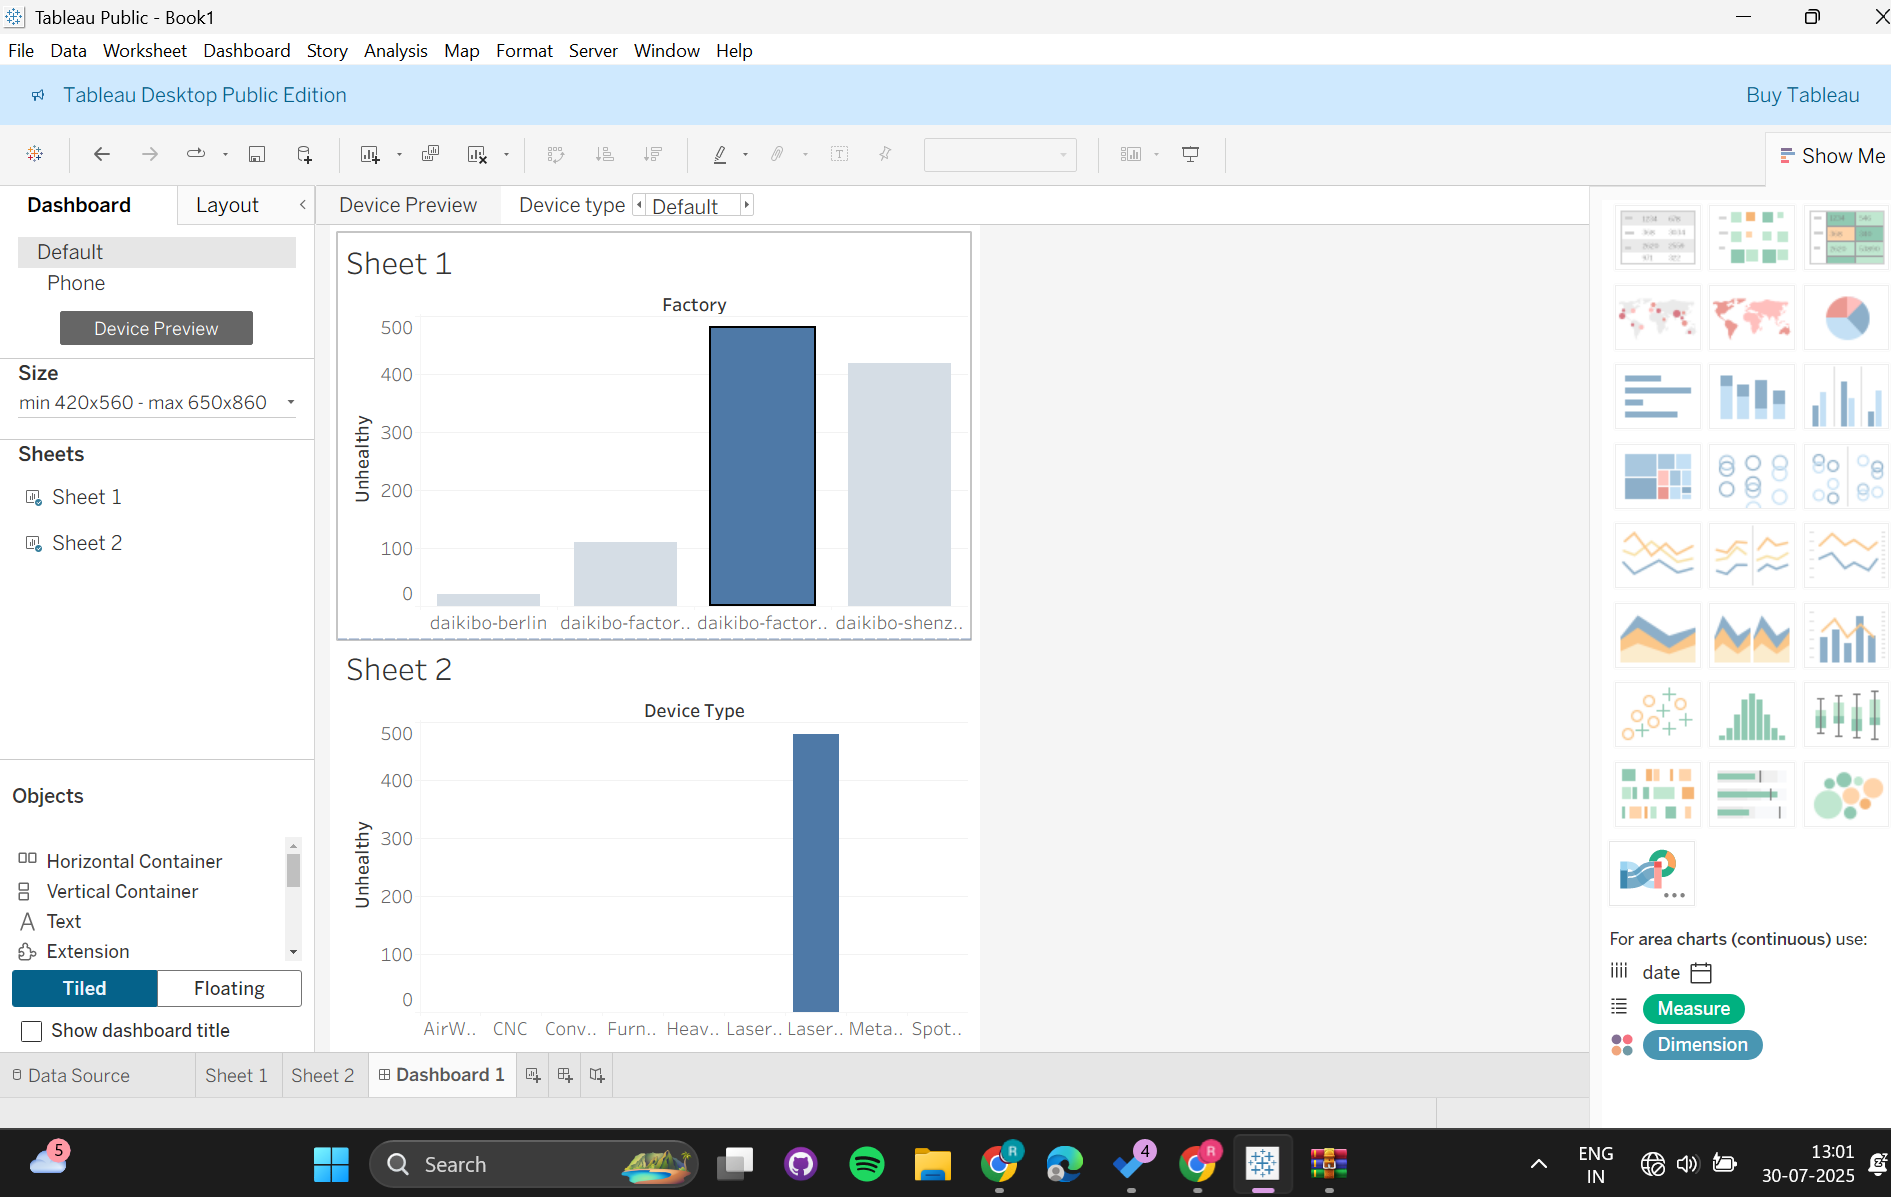 Tableau Public - Book1
File Data Worksheet Dashboard Story Analysis Map Format Server Window Help
Tableau Desktop Public Edition
Buy Tableau
Show Me
Dashboard Layout
Device Preview Device type Default
Default
Phone
Device Preview
Size
min 420x560 - max 650x860
Sheets
Sheet 1
Sheet 2
Objects
Horizontal Container
Vertical Container
Text
Extension
Tiled Floating
Show dashboard title
Sheet 1
Factory
500
400
300
200
100
0
Unhealthy
daikibo-berlin daikibo-factor.. daikibo-factor.. daikibo-shenz..
Sheet 2
Device Type
500
400
300
200
100
0
Unhealthy
AirW.. CNC Conv.. Furn.. Heav.. Laser.. Laser.. Meta.. Spot..
For area charts (continuous) use:
date
Measure
Dimension
Data Source Sheet 1 Sheet 2 Dashboard 1
5
Search
R
4
R
ENG
IN
13:01
30-07-2025